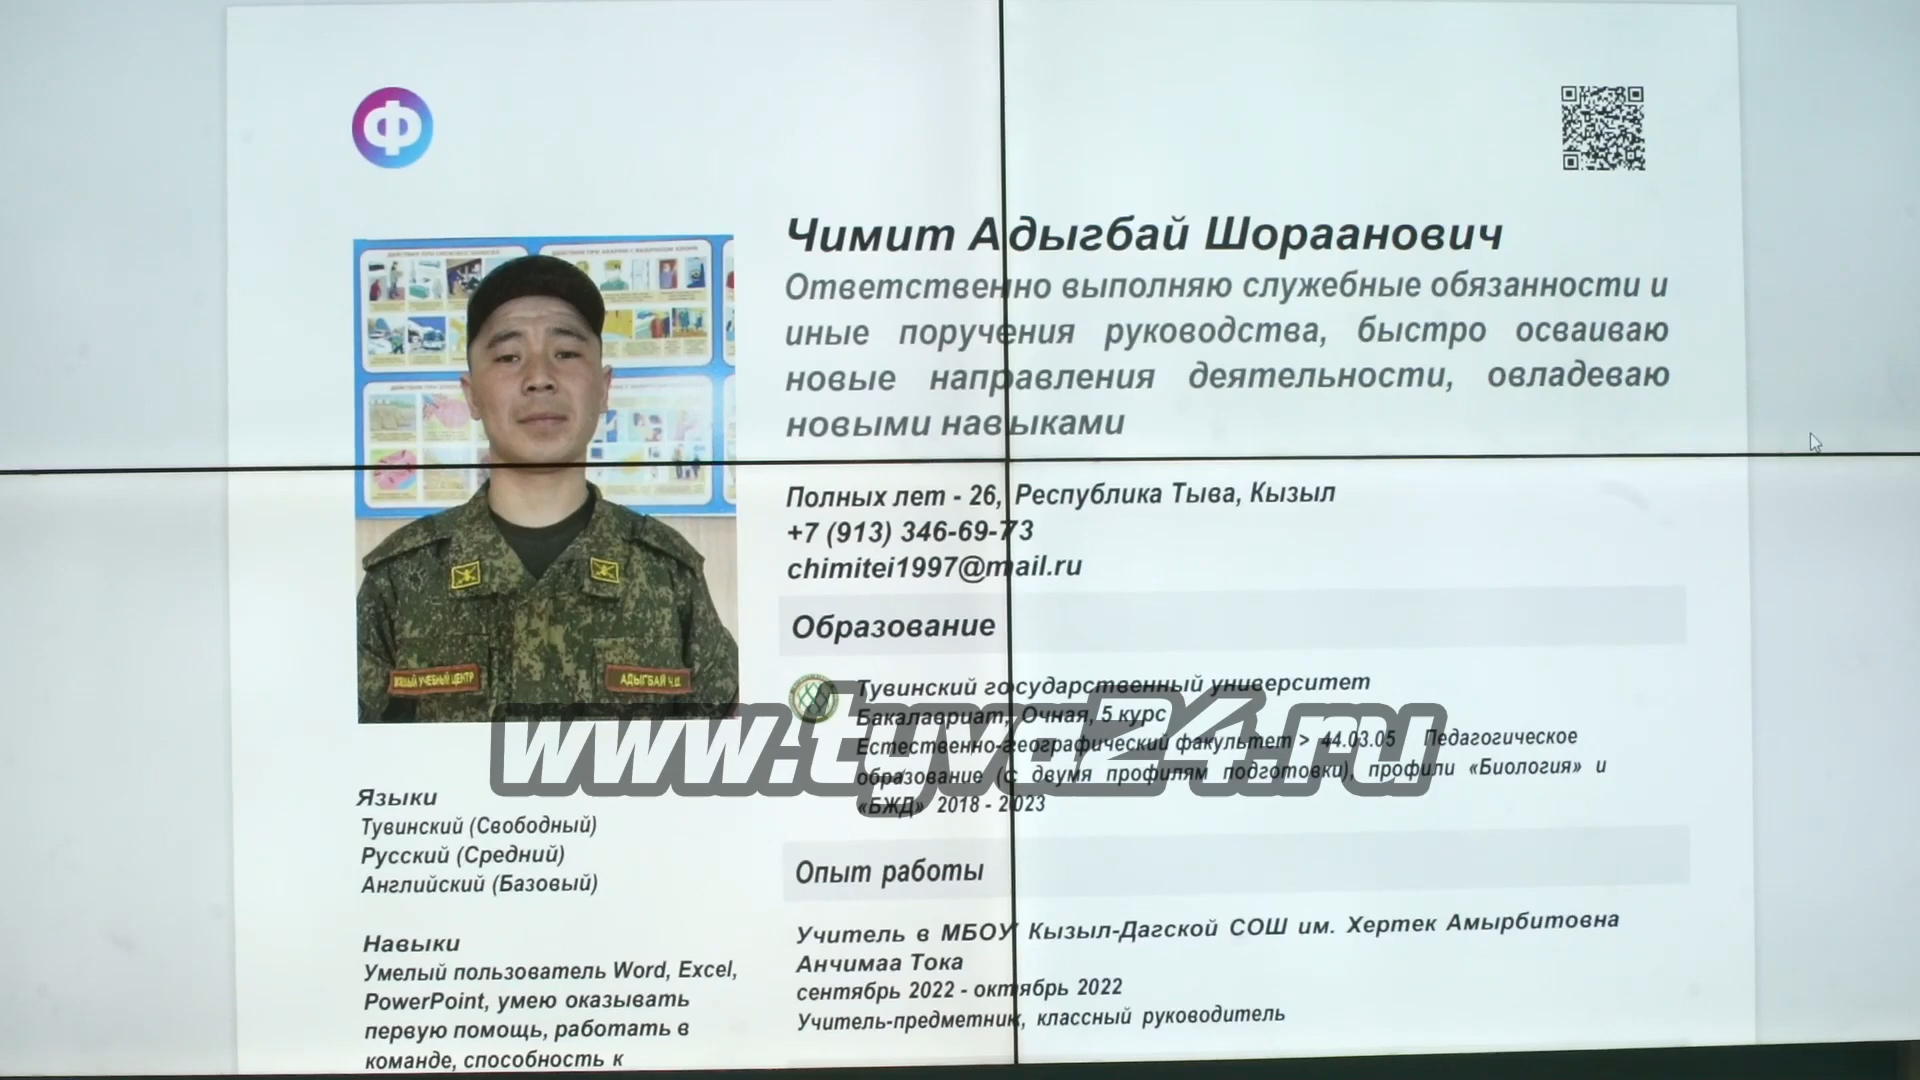 Ф
Чимит Адыгбай Шораанович
Ответственно выполняю служебные обязанности и
иные поручения руководства, быстро осваиваю
новые направления деятельности, овладеваю
новыми навыками
Полных лет - 26, Республика Тыва, Кызыл
+7 (913) 346-69-73
chimitei1997@mail.ru
Образование
Тувинский государственный университет
Бакалавриат, Очная, 5 курс
Естественно-географический факультет > 44.03.05 Педагогическое
образование (с двумя профилям подготовки), профили «Биология» и
«БЖД» 2018 - 2023
Опыт работы
Учитель в МБОУ Кызыл-Дагской СОШ им. Хертек Амырбитовна
Анчимаа Тока
сентябрь 2022 - октябрь 2022
Учитель-предметник, классный руководитель
УЧЕБНЫЙ ЦЕНТР
АДЫГБАЙ Ч.Ш.
www.tyva24.ru
Языки
Тувинский (Свободный)
Русский (Средний)
Английский (Базовый)
Навыки
Умелый пользователь Word, Excel,
PowerPoint, умею оказывать
первую помощь, работать в
команде, способность к